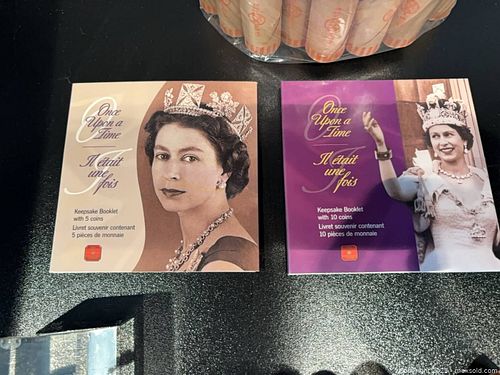 Once
Upon a
Time
Il était
une
fois
Keepsake Booklet
with 5 coins
Livret souvenir contenant
5 pièces de monnaie
Once
Upon a
Time
Il était
une
fois
Keepsake Booklet
with 10 coins
Livret souvenir contenant
10 pièces de monnaie
maxsold.com